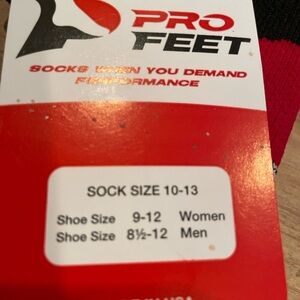 PRO
FEET
SOCKS WHEN YOU DEMAND
PERFORMANCE
SOCK SIZE 10-13
Shoe Size 9-12 Women
Shoe Size 8½-12 Men